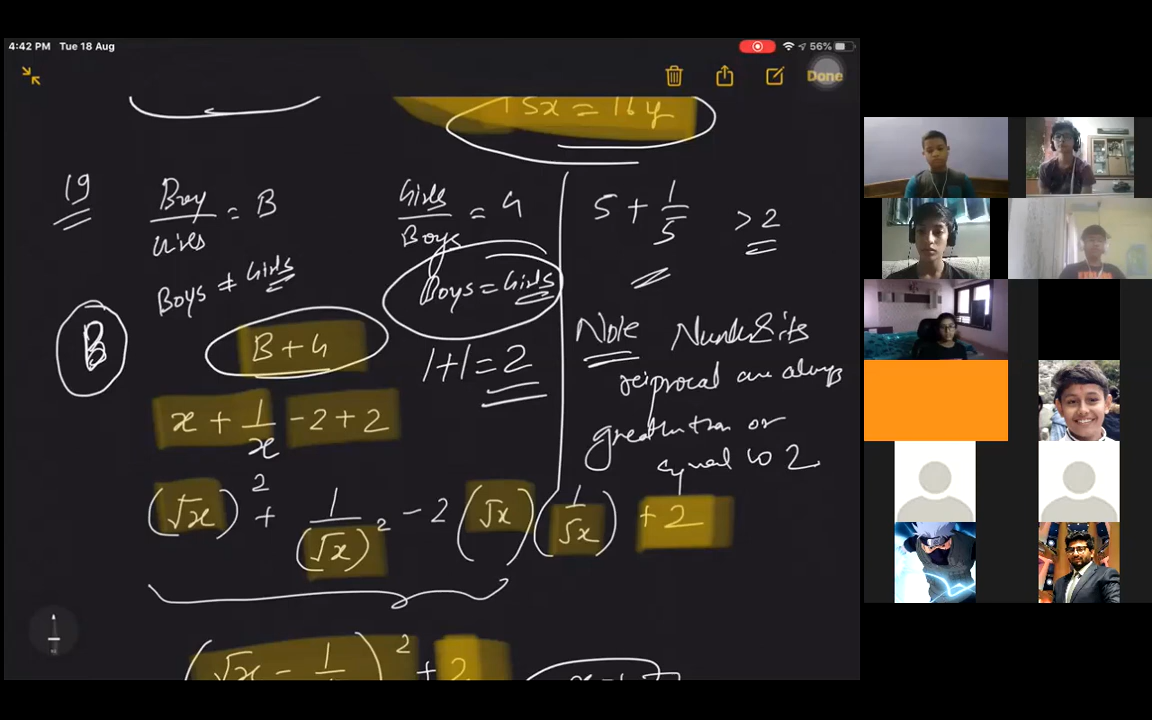 4:42 PM Tue 18 Aug
56%
Done
15x = 16y
19
Boy/Girls = B
Girls/Boys = G
5 + 1/5 > 2
Boys ≠ Girls
Boys = Girls
B
B + G
1+1 = 2
Note Number & its
reciprocal are always
greater than or
equal to 2
x + 1/x - 2 + 2
(√x)² + 1/(√x)² - 2 (√x) (1/√x) + 2